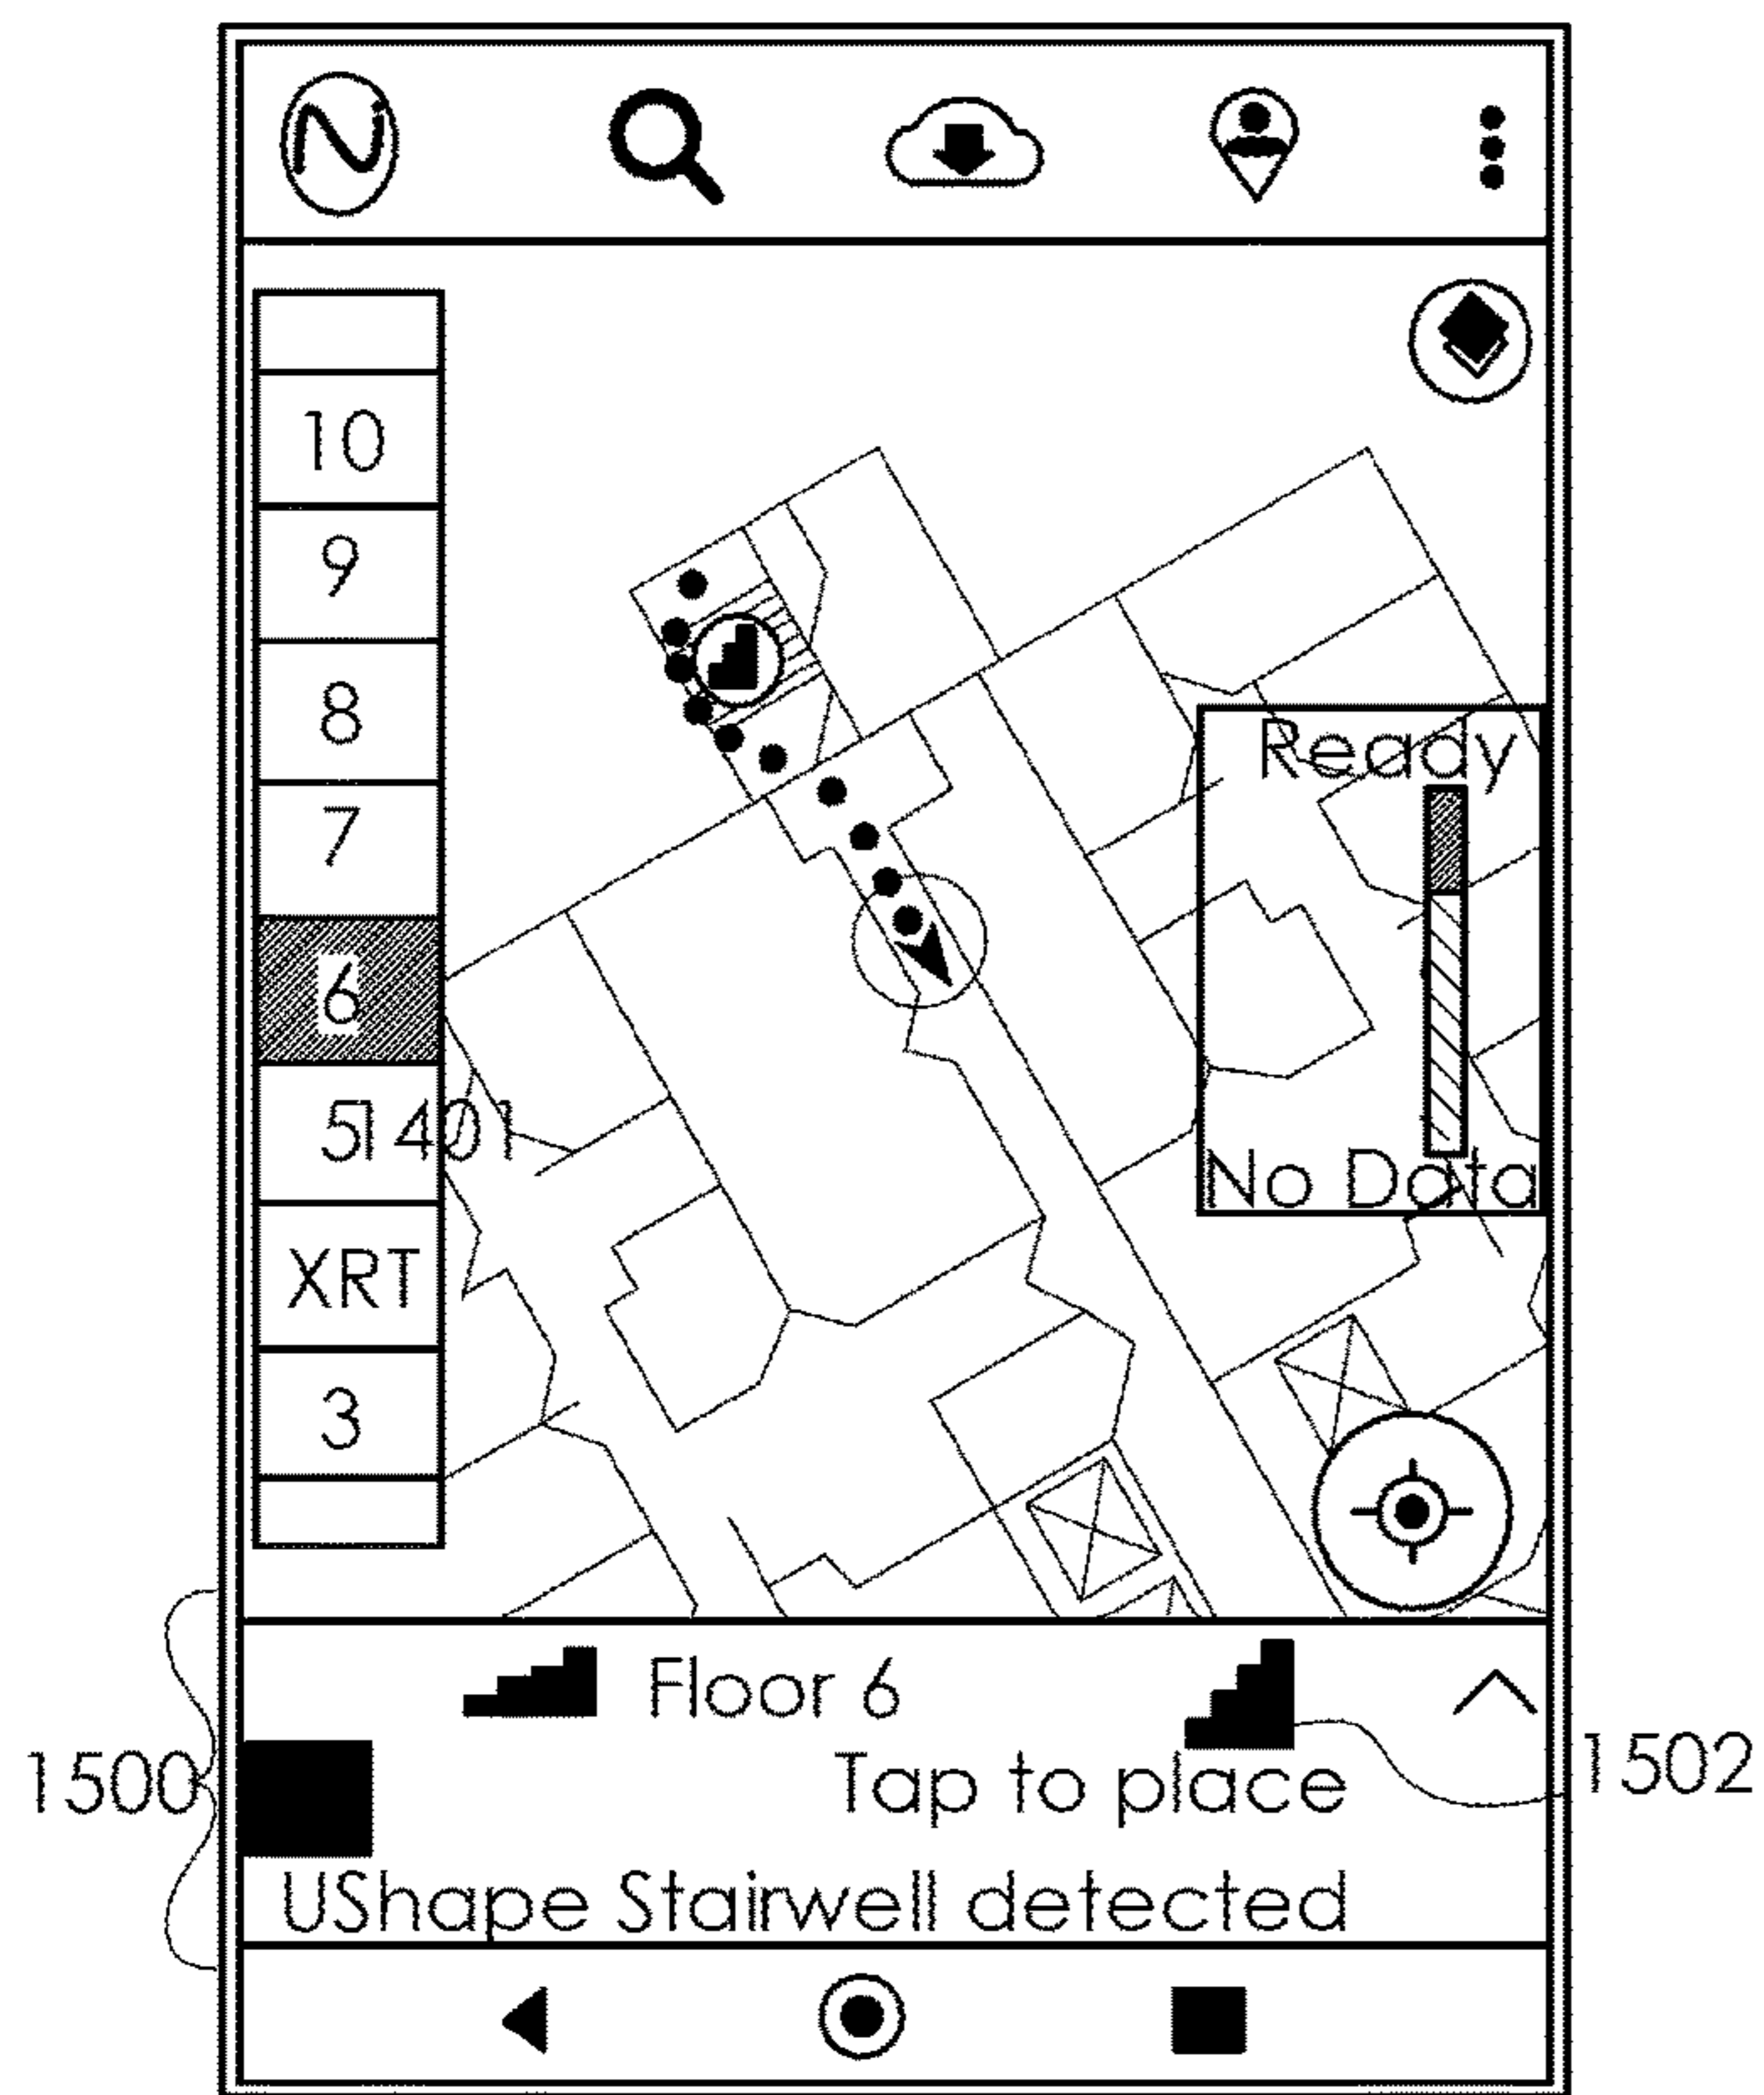 10
9
8
7
6
51401
XRT
3
Ready
No Data
Floor 6
Tap to place
UShape Stairwell detected
1500
1502